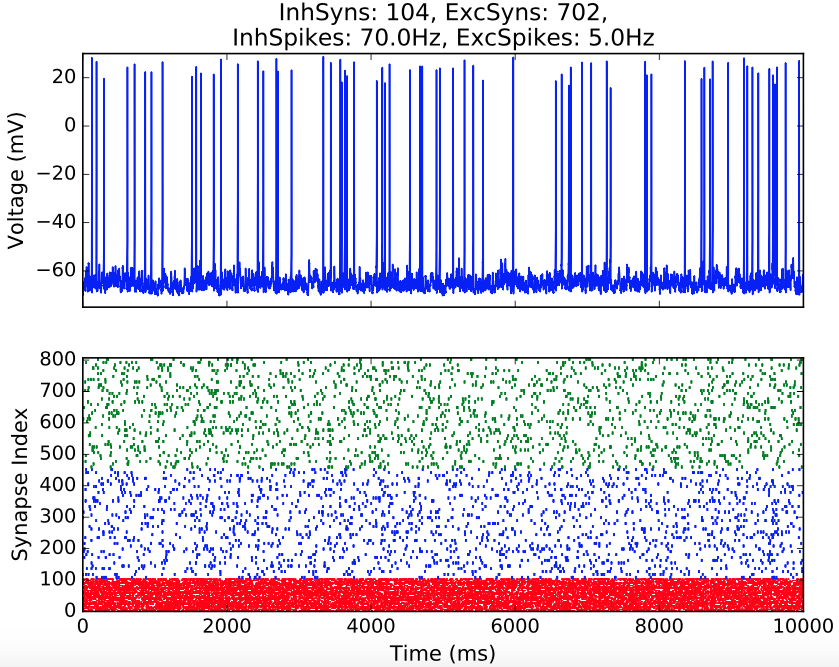 InhSyns: 104, ExcSyns: 702,
InhSpikes: 70.0Hz, ExcSpikes: 5.0Hz
Voltage (mV)
20
0
−20
−40
−60
Synapse Index
800
700
600
500
400
300
200
100
0
0 2000 4000 6000 8000 10000
Time (ms)